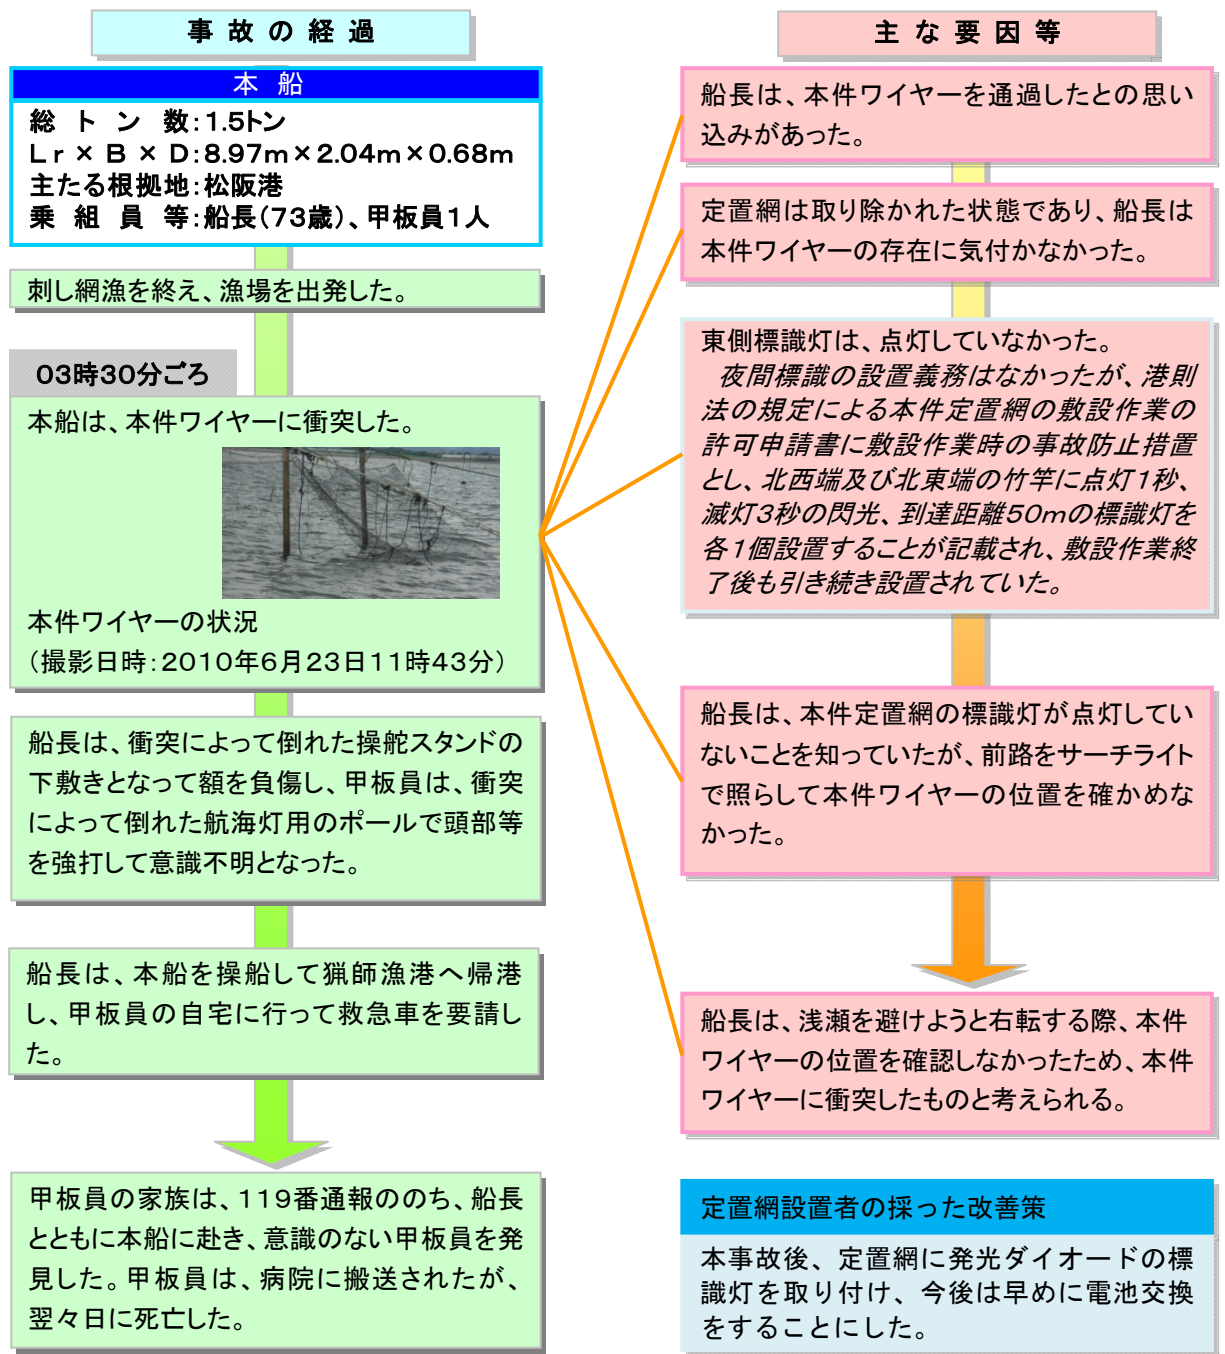 事故の経過
本船
総トン数:1.5トン
Lr×B×D:8.97m×2.04m×0.68m
主たる根拠地:松阪港
乗組員等:船長(73歳)、甲板員1人
刺し網漁を終え、漁場を出発した。
03時30分ごろ
本船は、本件ワイヤーに衝突した。
本件ワイヤーの状況
(撮影日時:2010年6月23日11時43分)
船長は、衝突によって倒れた操舵スタンドの
下敷きとなって額を負傷し、甲板員は、衝突
によって倒れた航海灯用のポールで頭部等
を強打して意識不明となった。
船長は、本船を操船して猟師漁港へ帰港
し、甲板員の自宅に行って救急車を要請し
た。
甲板員の家族は、119番通報ののち、船長
とともに本船に赴き、意識のない甲板員を発
見した。甲板員は、病院に搬送されたが、
翌々日に死亡した。
主な要因等
船長は、本件ワイヤーを通過したとの思い
込みがあった。
定置網は取り除かれた状態であり、船長は
本件ワイヤーの存在に気付かなかった。
東側標識灯は、点灯していなかった。
夜間標識の設置義務はなかったが、港則
法の規定による本件定置網の敷設作業の
許可申請書に敷設作業時の事故防止措置
とし、北西端及び北東端の竹竿に点灯1秒、
滅灯3秒の閃光、到達距離50mの標識灯を
各1個設置することが記載され、敷設作業終
了後も引き続き設置されていた。
船長は、本件定置網の標識灯が点灯してい
ないことを知っていたが、前路をサーチライト
で照らして本件ワイヤーの位置を確かめな
かった。
船長は、浅瀬を避けようと右転する際、本件
ワイヤーの位置を確認しなかったため、本件
ワイヤーに衝突したものと考えられる。
定置網設置者の採った改善策
本事故後、定置網に発光ダイオードの標
識灯を取り付け、今後は早めに電池交換
をすることにした。